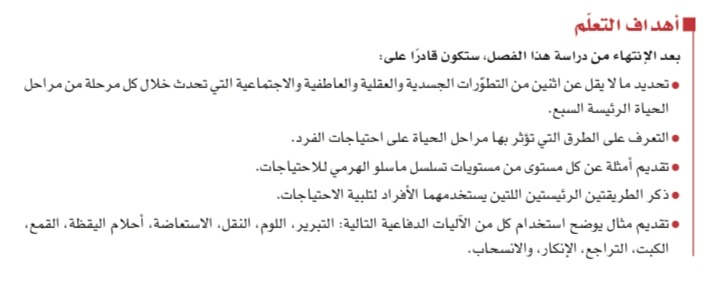 أهداف التعلّم
بعد الإنتهاء من دراسة هذا الفصل، ستكون قادرًا على:
● تحديد ما لا يقل عن اثنين من التطوّرات الجسدية والعقلية والعاطفية والاجتماعية التي تحدث خلال كل مرحلة من مراحل
الحياة الرئيسة السبع.
● التعرف على الطرق التي تؤثر بها مراحل الحياة على احتياجات الفرد.
● تقديم أمثلة عن كل مستوى من مستويات تسلسل ماسلو الهرمي للاحتياجات.
● ذكر الطريقتين الرئيستين اللتين يستخدمهما الأفراد لتلبية الاحتياجات.
● تقديم مثال يوضح استخدام كل من الآليات الدفاعية التالية: التبرير، اللوم، النقل، الاستعاضة، أحلام اليقظة، القمع،
الكبت، التراجع، الإنكار، والانسحاب.